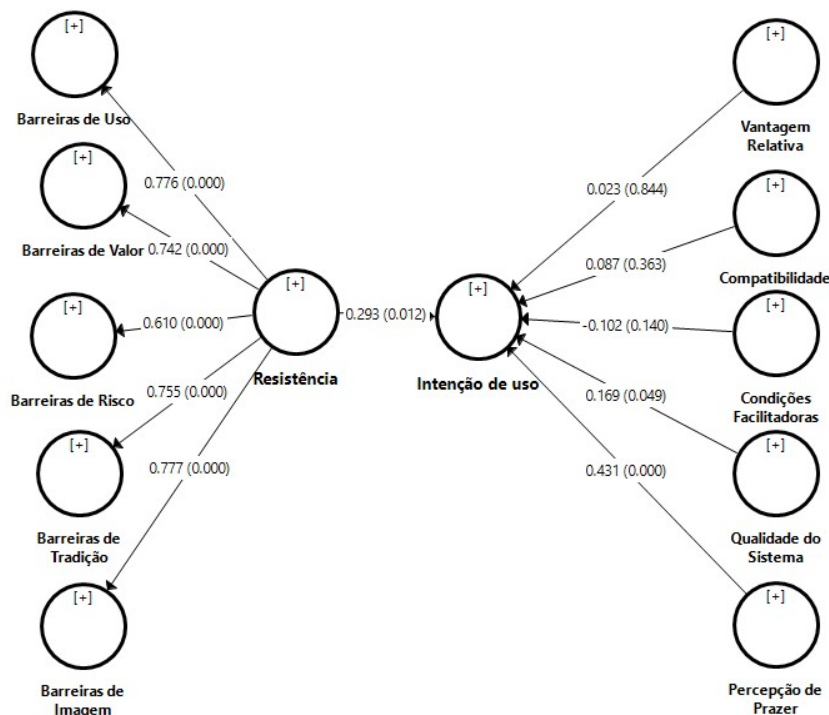 [+]
Barreiras de Uso
[+]
Barreiras de Valor
[+]
Barreiras de Risco
[+]
Barreiras de
Tradição
[+]
Barreiras de
Imagem
0.776 (0.000)
0.742 (0.000)
0.610 (0.000)
0.755 (0.000)
0.777 (0.000)
[+]
Resistência
0.293 (0.012)
[+]
Intenção de uso
0.023 (0.844)
0.087 (0.363)
-0.102 (0.140)
0.169 (0.049)
0.431 (0.000)
[+]
Vantagem
Relativa
[+]
Compatibilidade
[+]
Condições
Facilitadoras
[+]
Qualidade do
Sistema
[+]
Percepção de
Prazer